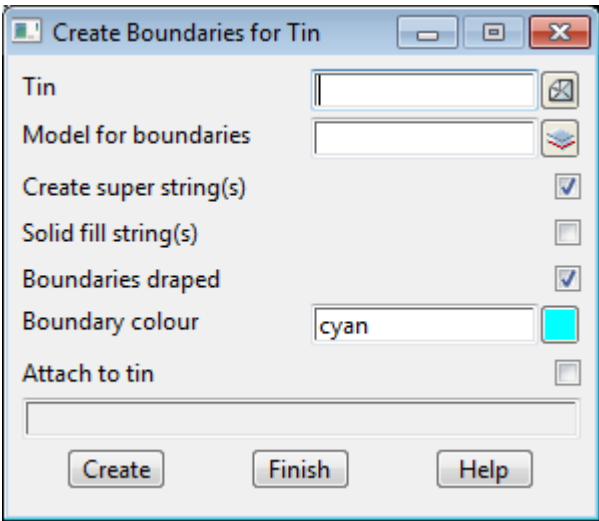 Create Boundaries for Tin
Tin
Model for boundaries
Create super string(s)
Solid fill string(s)
Boundaries draped
Boundary colour cyan
Attach to tin
Create Finish Help